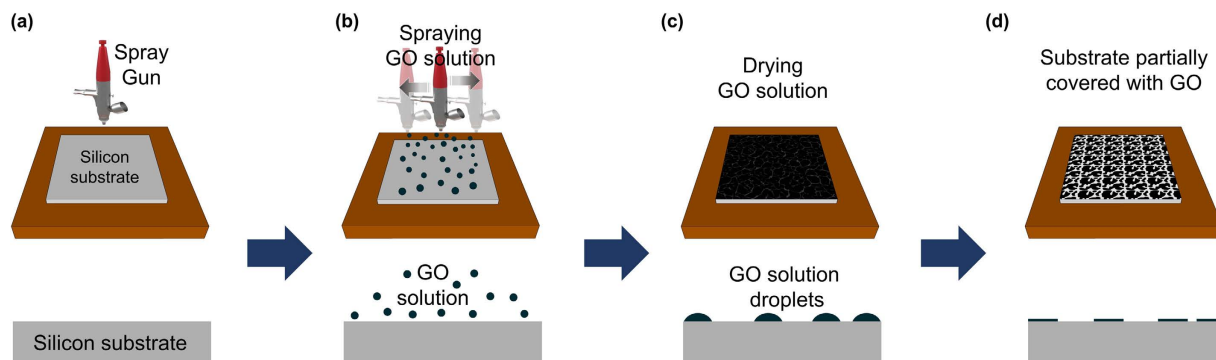 (a)
Spray
Gun
Silicon
substrate
Silicon substrate
(b)
Spraying
GO solution
GO
solution
(c)
Drying
GO solution
GO solution
droplets
(d)
Substrate partially
covered with GO